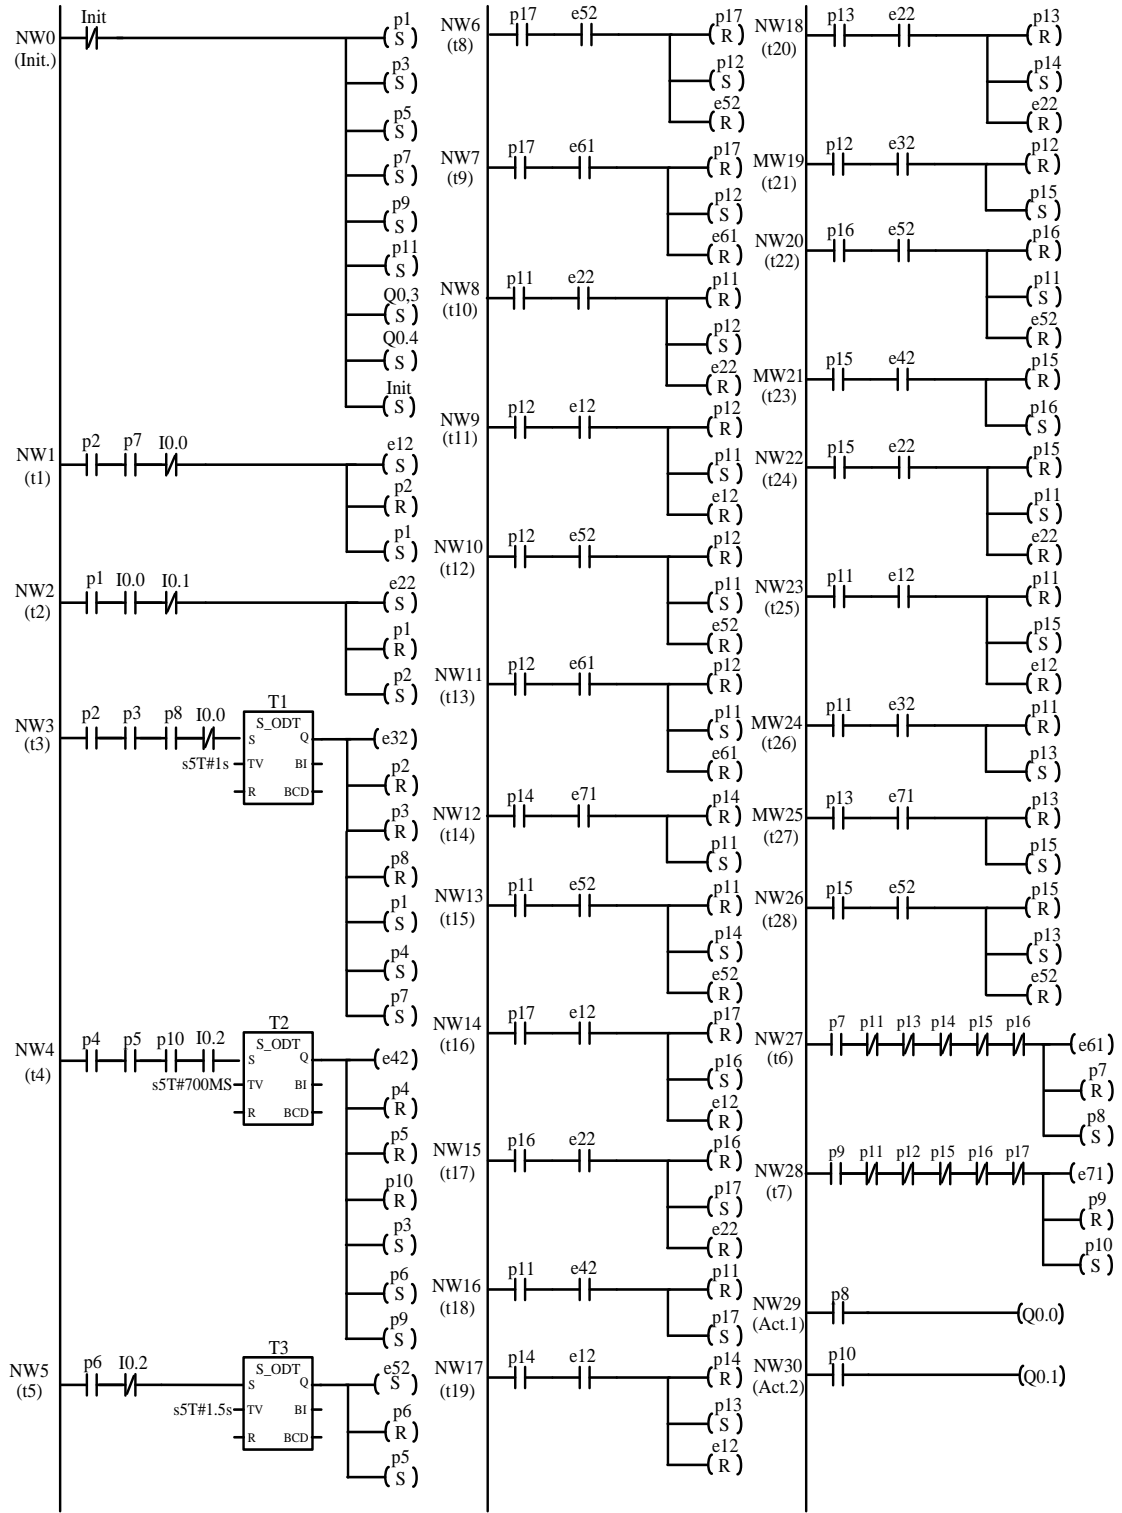 Init
NW0
(Init.)
p1
S
p3
S
p5
S
p7
S
p9
S
p11
S
Q0,3
S
Q0.4
S
Init
S
NW1
(t1)
p2 p7 I0.0
e12
S
p2
R
p1
S
NW2
(t2)
p1 I0.0 I0.1
e22
S
p1
R
p2
S
NW3
(t3)
p2 p3 p8 I0.0
T1
S_ODT
S Q
s5T#1s TV BI
R BCD
e32
p2
R
p3
R
p8
R
p1
S
p4
S
p7
S
NW4
(t4)
p4 p5 p10 I0.2
T2
S_ODT
S Q
s5T#700MS TV BI
R BCD
e42
p4
R
p5
R
p10
R
p3
S
p6
S
p9
S
NW5
(t5)
p6 I0.2
T3
S_ODT
S Q
s5T#1.5s TV BI
R BCD
e52
S
p6
R
p5
S
NW6
(t8)
p17 e52
p17
R
p12
S
e52
R
NW7
(t9)
p17 e61
p17
R
p12
S
e61
R
NW8
(t10)
p11 e22
p11
R
p12
S
e22
R
NW9
(t11)
p12 e12
p12
R
p11
S
e12
R
NW10
(t12)
p12 e52
p12
R
p11
S
e52
R
NW11
(t13)
p12 e61
p12
R
p11
S
e61
R
NW12
(t14)
p14 e71
p14
R
p11
S
NW13
(t15)
p11 e52
p11
R
p14
S
e52
R
NW14
(t16)
p17 e12
p17
R
p16
S
e12
R
NW15
(t17)
p16 e22
p16
R
p17
S
e22
R
NW16
(t18)
p11 e42
p11
R
p17
S
NW17
(t19)
p14 e12
p14
R
p13
S
e12
R
NW18
(t20)
p13 e22
p13
R
p14
S
e22
R
MW19
(t21)
p12 e32
p12
R
p15
S
NW20
(t22)
p16 e52
p16
R
p11
S
e52
R
MW21
(t23)
p15 e42
p15
R
p16
S
NW22
(t24)
p15 e22
p15
R
p11
S
e22
R
NW23
(t25)
p11 e12
p11
R
p15
S
e12
R
MW24
(t26)
p11 e32
p11
R
p13
S
MW25
(t27)
p13 e71
p13
R
p15
S
NW26
(t28)
p15 e52
p15
R
p13
S
e52
R
NW27
(t6)
p7 p11 p13 p14 p15 p16
e61
p7
R
p8
S
NW28
(t7)
p9 p11 p12 p15 p16 p17
e71
p9
R
p10
S
NW29
(Act.1)
p8
Q0.0
NW30
(Act.2)
p10
Q0.1